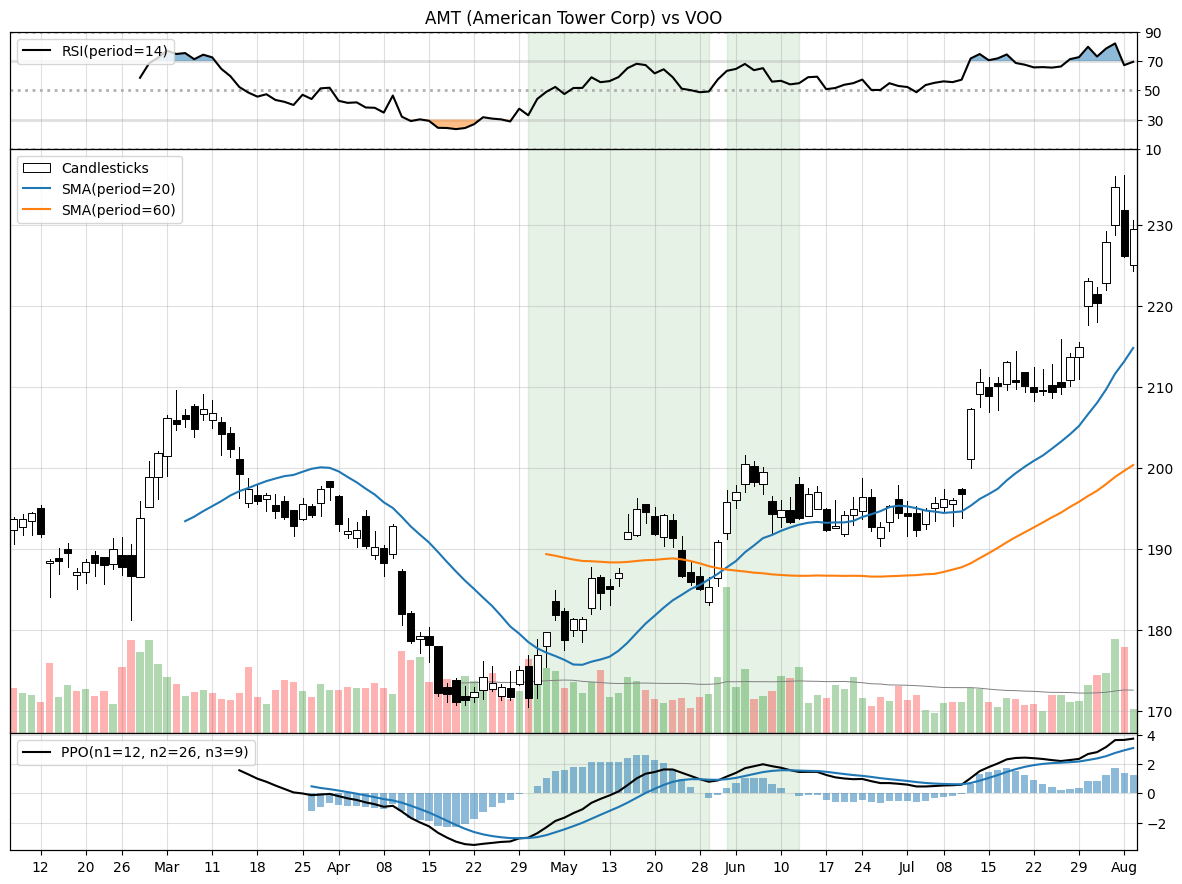 AMT (American Tower Corp) vs VOO
RSI(period=14)
90
70
50
30
10
Candlesticks
SMA(period=20)
SMA(period=60)
230
220
210
200
190
180
170
PPO(n1=12, n2=26, n3=9)
4
2
0
−2
12 20 26 Mar 11 18 25 Apr 08 15 22 29 May 13 20 28 Jun 10 17 24 Jul 08 15 22 29 Aug